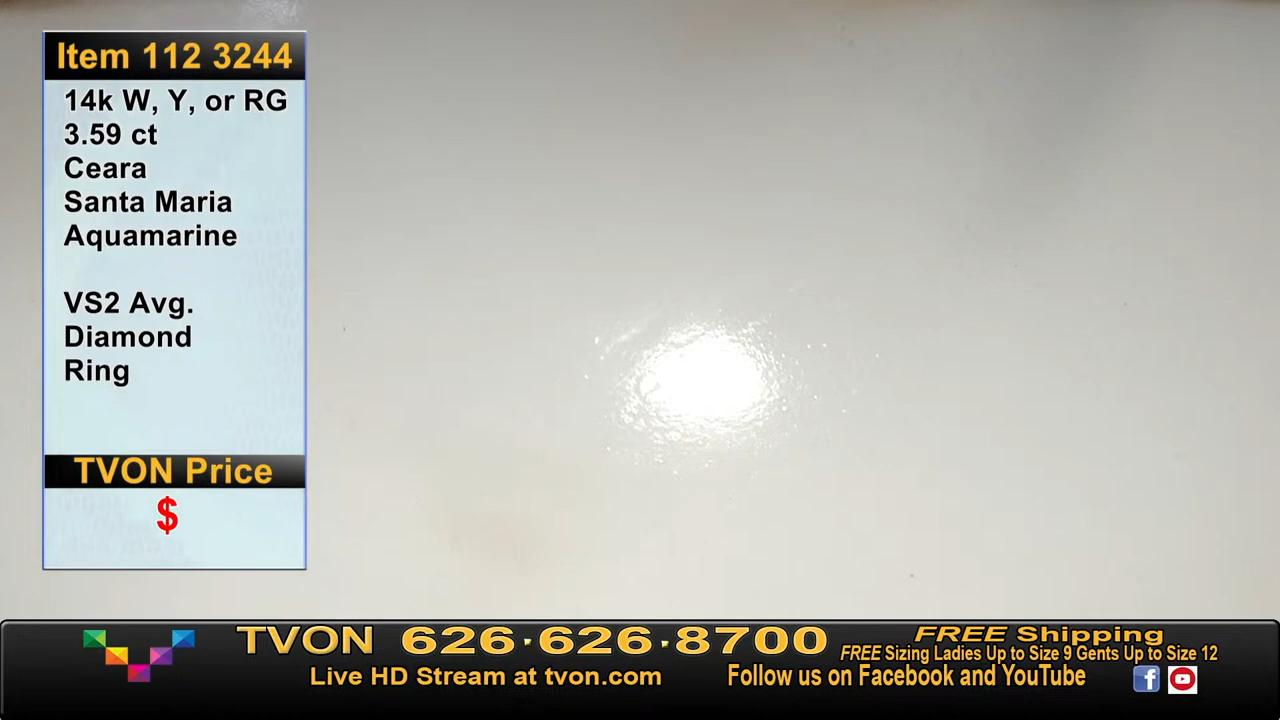 Item 112 3244
14k W, Y, or RG
3.59 ct
Ceara
Santa Maria
Aquamarine
VS2 Avg.
Diamond
Ring
TVON Price
$
TVON 626·626·8700
Live HD Stream at tvon.com
FREE Shipping
FREE Sizing Ladies Up to Size 9 Gents Up to Size 12
Follow us on Facebook and YouTube